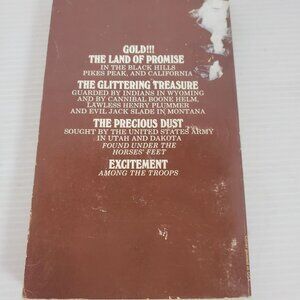 GOLD!!!
THE LAND OF PROMISE
IN THE BLACK HILLS
PIKES PEAK, AND CALIFORNIA
THE GLITTERING TREASURE
GUARDED BY INDIANS IN WYOMING
AND BY CANNIBAL BOONE HELM,
LAWLESS HENRY PLUMMER
AND EVIL JACK SLADE IN MONTANA
THE PRECIOUS DUST
SOUGHT BY THE UNITED STATES ARMY
IN UTAH AND DAKOTA
FOUND UNDER THE
HORSES' FEET
EXCITEMENT
AMONG THE TROOPS